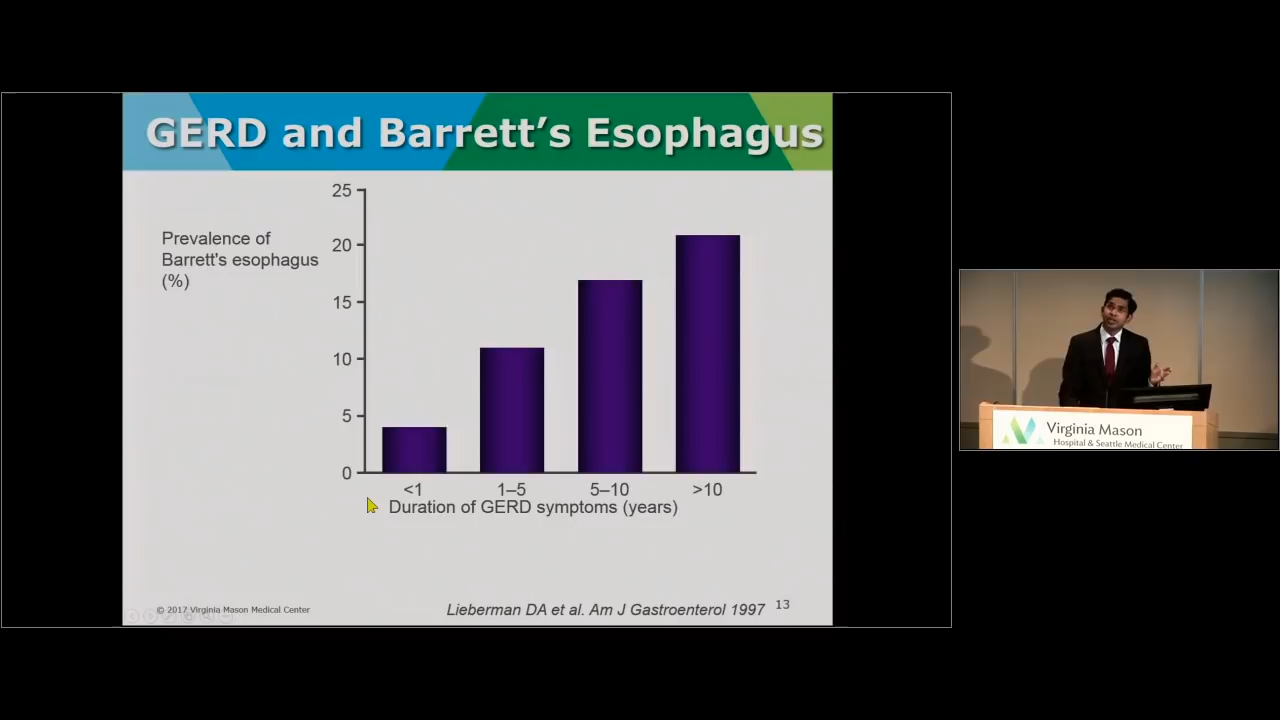 GERD and Barrett's Esophagus
Prevalence of
Barrett's esophagus
(%)
25
20
15
10
5
0
<1
1–5
5–10
>10
Duration of GERD symptoms (years)
© 2017 Virginia Mason Medical Center
Lieberman DA et al. Am J Gastroenterol 1997
13
Virginia Mason
Hospital & Seattle Medical Center